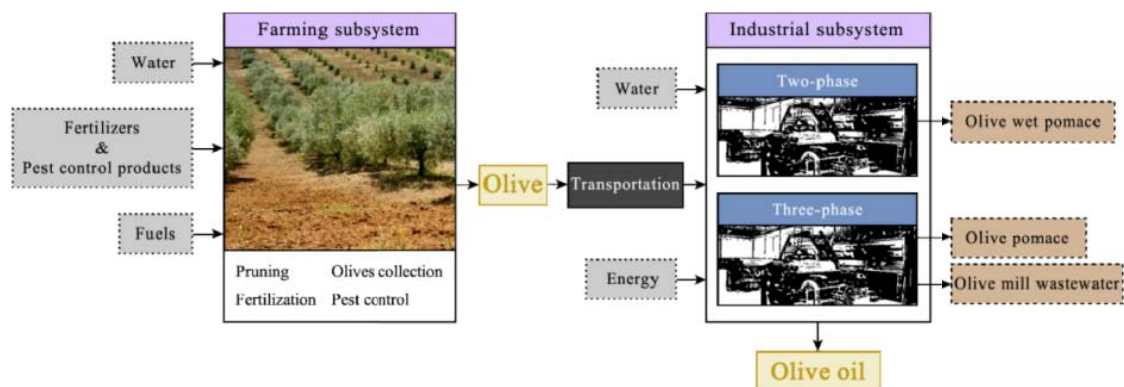 Farming subsystem
Water
Fertilizers
&
Pest control products
Fuels
Pruning Olives collection
Fertilization Pest control
Olive
Transportation
Industrial subsystem
Water
Energy
Two-phase
Three-phase
Olive wet pomace
Olive pomace
Olive mill wastewater
Olive oil